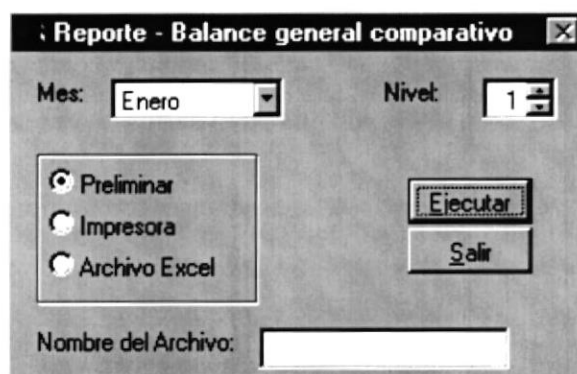 Reporte - Balance general comparativo
Mes: Enero Nivel: 1
Preliminar
Impresora
Archivo Excel
Ejecutar
Salir
Nombre del Archivo: